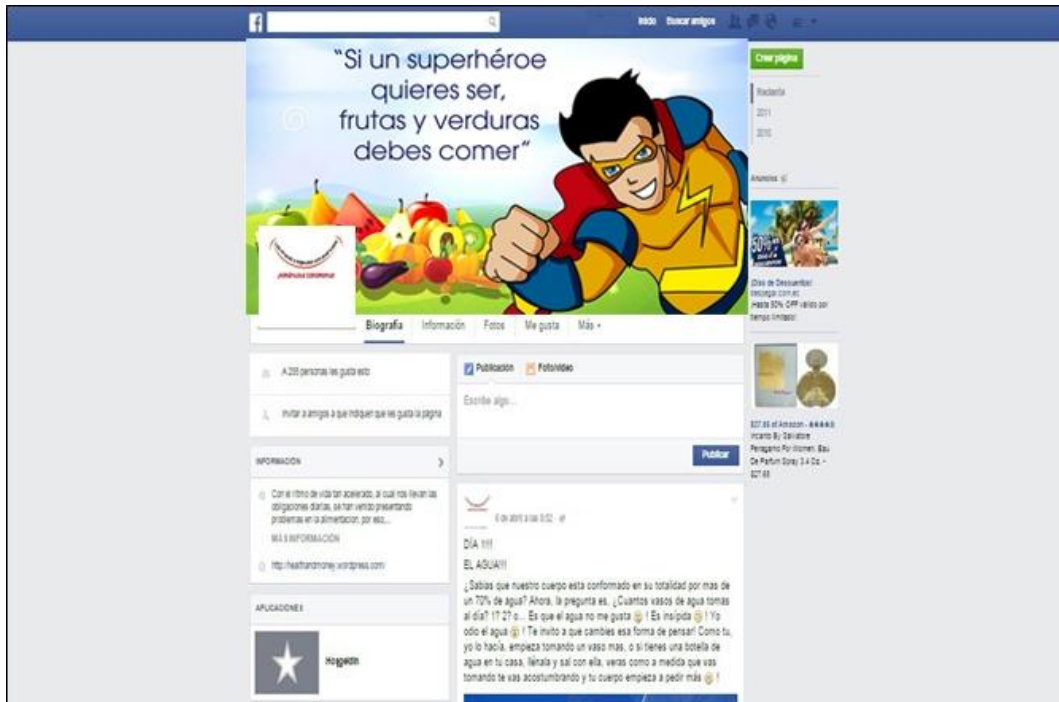 f
Inicio Buscar amigos
"Si un superhéroe
quieres ser,
frutas y verduras
debes comer"
Biografía Información Fotos Me gusta Más
A 255 personas les gusta esto
Invitar a amigos a que indiquen que les gusta la página
INFORMACIÓN
Con el ritmo de vida tan acelerado, al cual nos llevan las
obligaciones diarias, se han venido presentando
problemas en la alimentacion, por eso,...
MÁS INFORMACIÓN
http://healthandmoney.wordpress.com/
APLICACIONES
Hoşgeldin
Publicación Foto/video
Escribe algo...
Publicar
6 de abril a las 3:52
DÍA 1!!!
EL AGUA!!!
¿Sabias que nuestro cuerpo esta conformado en su totalidad por mas de
un 70% de agua? Ahora, la pregunta es, ¿Cuantos vasos de agua tomas
al día? 1? 2? o... Es que el agua no me gusta ! Es insípida ! Yo
odio el agua ! Te invito a que cambies esa forma de pensar! Como tu,
yo lo hacía, empieza tomando un vaso mas, o si tienes una botella de
agua en tu casa, llénala y sal con ella, veras como a medida que vas
tomando te vas acostumbrando y tu cuerpo empieza a pedir más !
Crear página
Reciente
2011
2010
Anuncios
50%
¡Días de Descuentos!
despegar.com.ec
¡Hasta 50% OFF válido por
tiempo limitado!
$27.65 at Amazon
Incanto By Salvatore
Ferragamo For Women. Eau
De Parfum Spray 3.4 Oz. -
$27.65